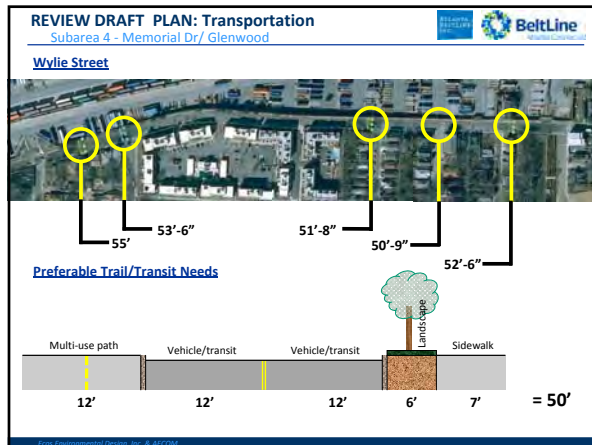 REVIEW DRAFT PLAN: Transportation
Subarea 4 - Memorial Dr/ Glenwood
BeltLine
Wylie Street
55'
53'-6"
51'-8"
50'-9"
52'-6"
Preferable Trail/Transit Needs
Multi-use path
Vehicle/transit
Vehicle/transit
Landscape
Sidewalk
12'
12'
12'
6'
7'
= 50'
Ecos Environmental Design, Inc. & AECOM